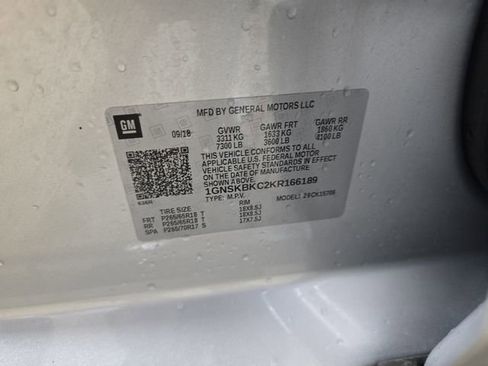 MFD BY GENERAL MOTORS LLC
GM
09/18 GVWR GAWR FRT GAWR RR
3311 KG 1633 KG 1860 KG
7300 LB 3600 LB 4100 LB
THIS VEHICLE CONFORMS TO ALL
APPLICABLE U.S. FEDERAL MOTOR
VEHICLE SAFETY STANDARDS IN
EFFECT ON THE DATE OF
MANUFACTURE SHOWN ABOVE.
1GNSKBKC2KR166189
TYPE: M.P.V. MODEL:
TIRE SIZE RIM
FRT P265/65R18 T 18X8.5J
RR P265/65R18 T 18X8.5J
S 17X7.5J